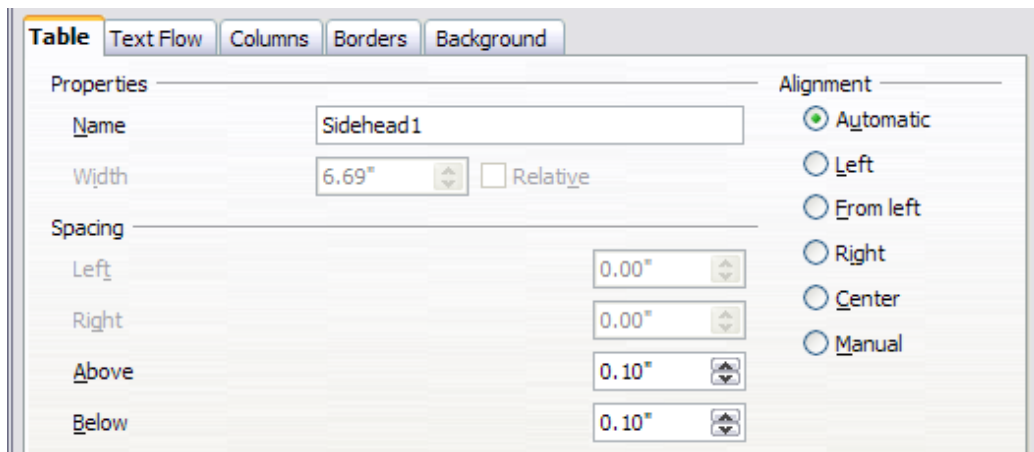 Table Text Flow Columns Borders Background
Properties
Name Sidehead1
Width 6.69" Relative
Spacing
Left 0.00"
Right 0.00"
Above 0.10"
Below 0.10"
Alignment
Automatic
Left
From left
Right
Center
Manual